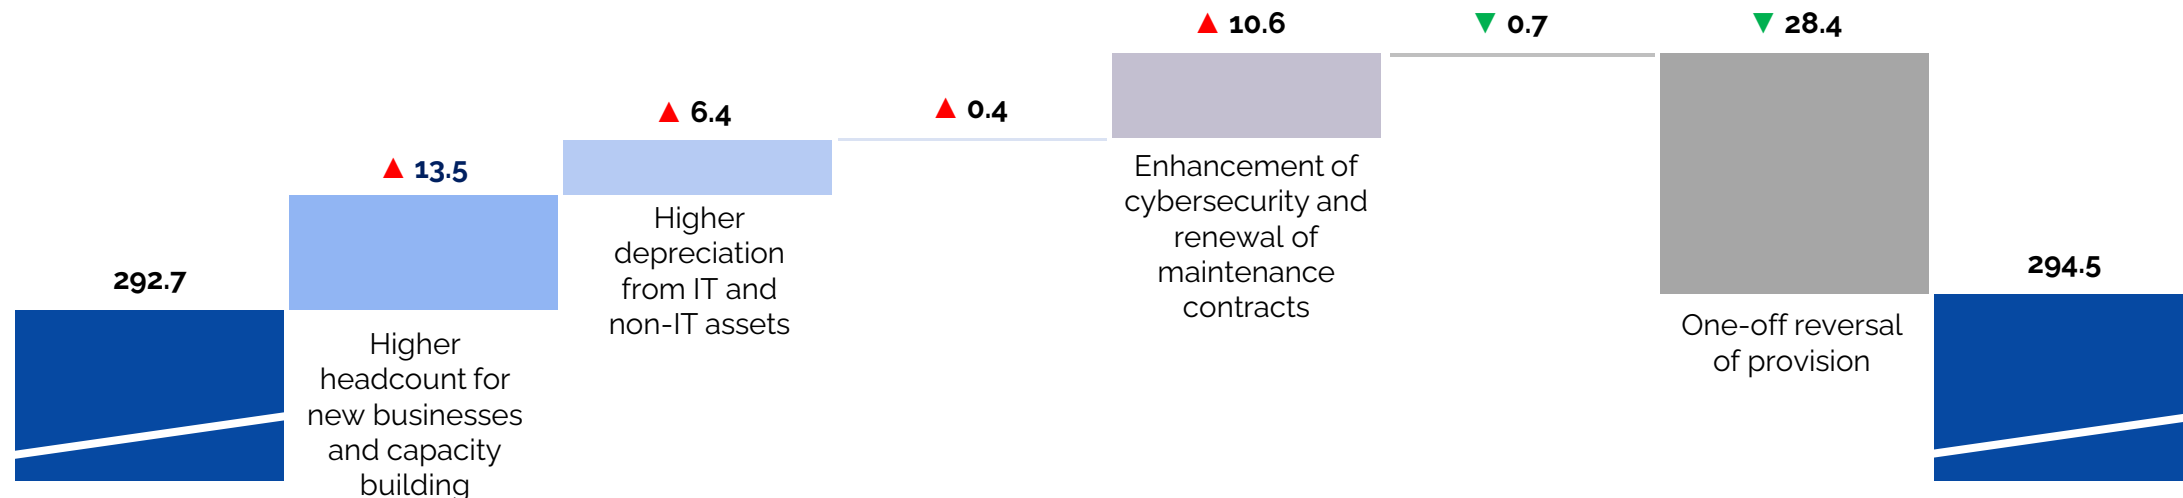 292.7
▲ 13.5
Higher
headcount for
new businesses
and capacity
building
▲ 6.4
Higher
depreciation
from IT and
non-IT assets
▲ 0.4
▲ 10.6
Enhancement of
cybersecurity and
renewal of
maintenance
contracts
▼ 0.7
▼ 28.4
One-off reversal
of provision
294.5